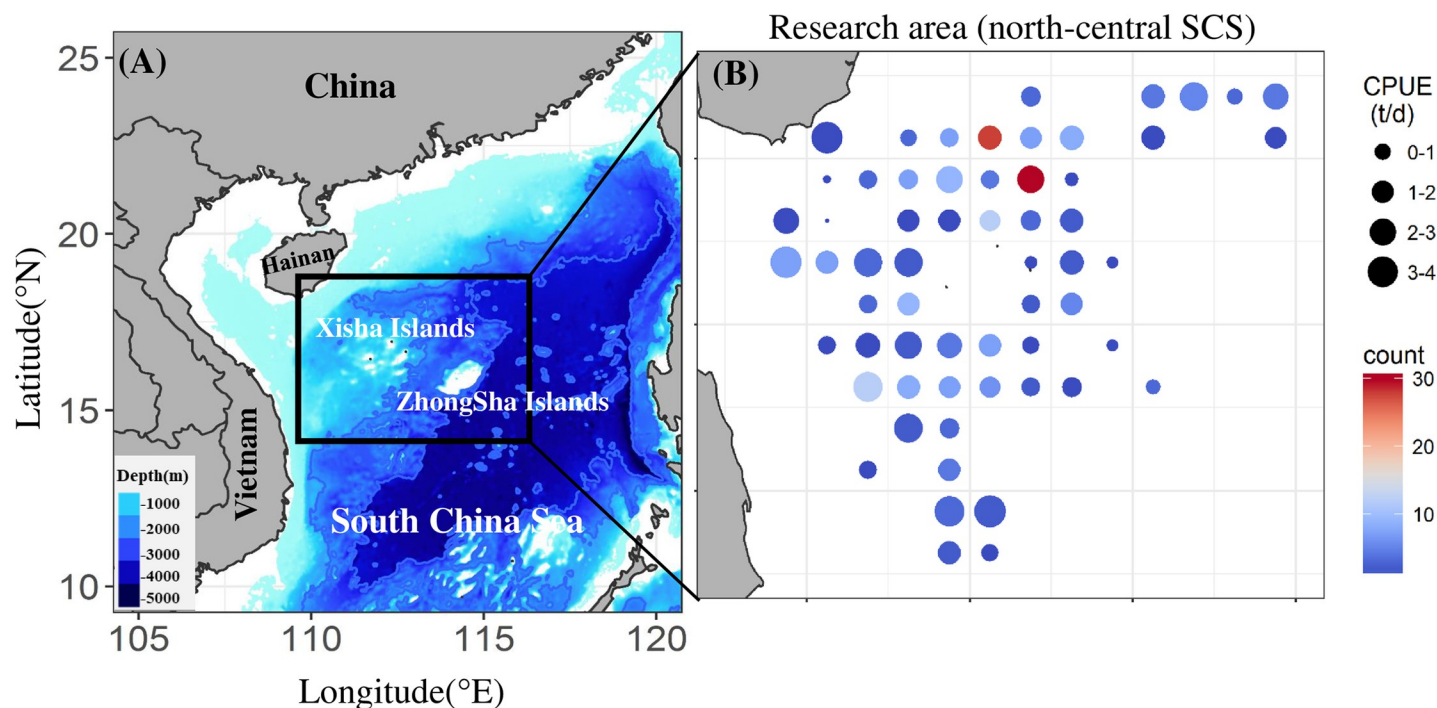 Research area (north-central SCS)
(A)
(B)
China
Hainan
Xisha Islands
ZhongSha Islands
Vietnam
South China Sea
Depth(m)
-1000
-2000
-3000
-4000
-5000
25
20
15
10
Latitude(°N)
105
110
115
120
Longitude(°E)
CPUE
(t/d)
0-1
1-2
2-3
3-4
count
30
20
10